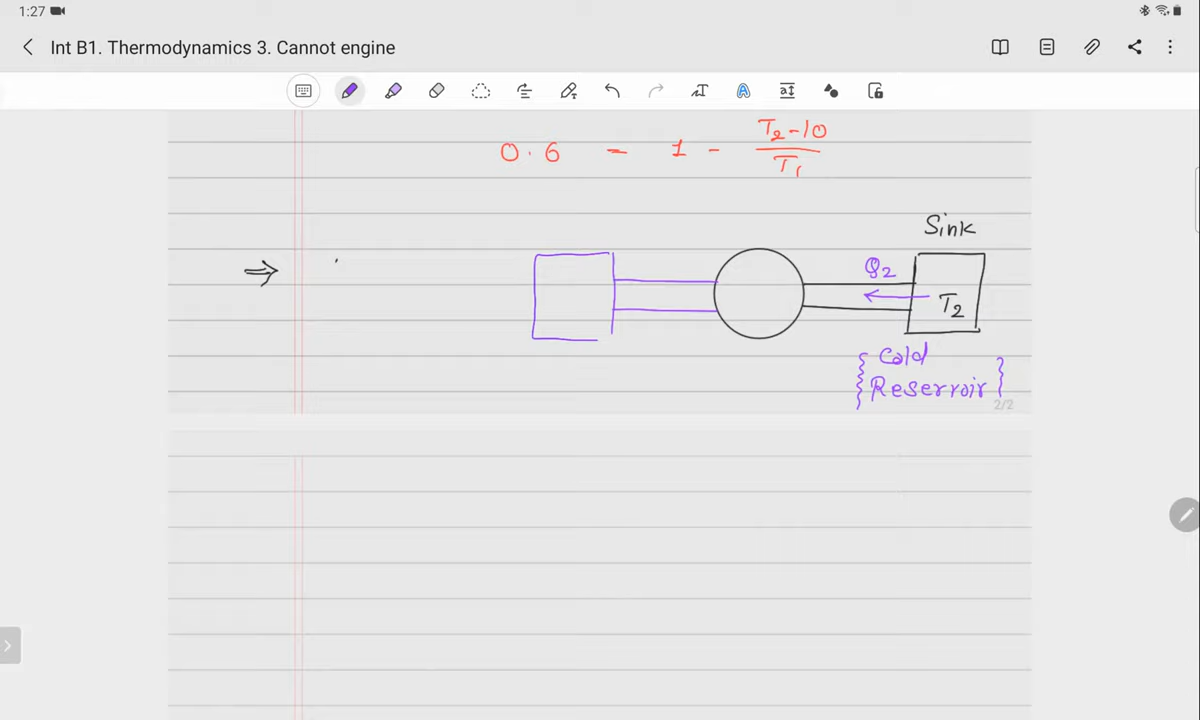 1:27
Int B1. Thermodynamics 3. Cannot engine
T₂-10
0.6 = 1 - ―――
T₁
Sink
⇒
Q₂
T₂
{ Cold
Reservoir }
2/2